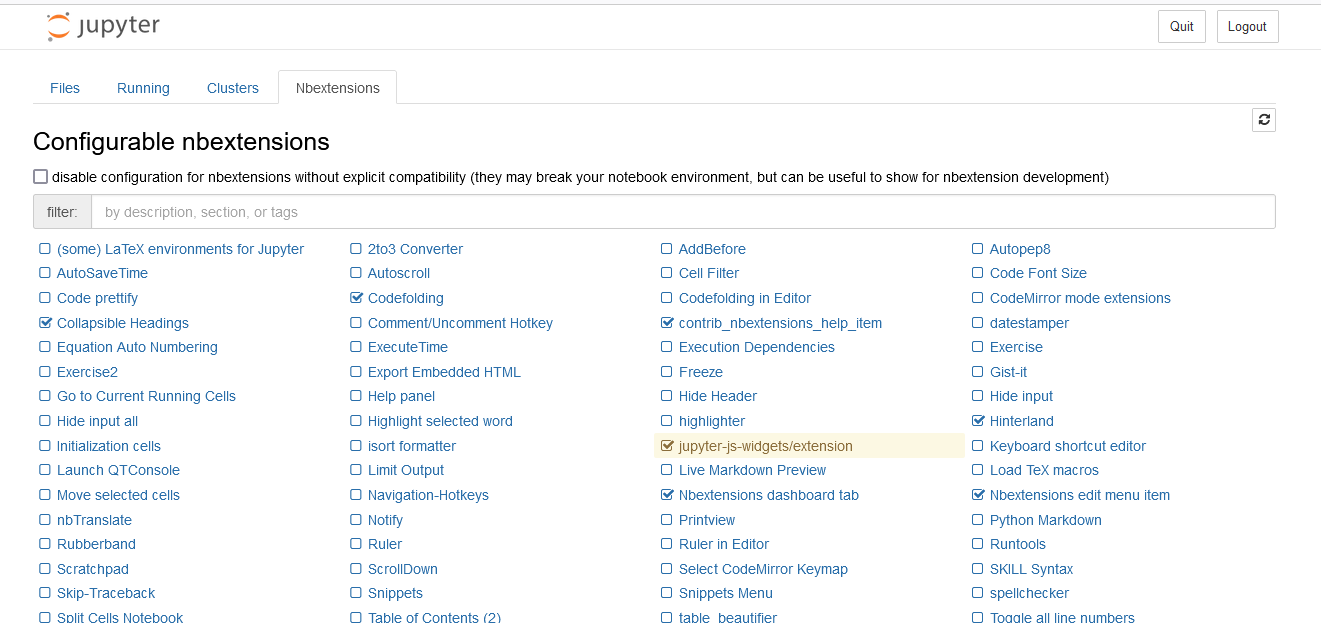 jupyter Quit Logout
Files Running Clusters Nbextensions
Configurable nbextensions
disable configuration for nbextensions without explicit compatibility (they may break your notebook environment, but can be useful to show for nbextension development)
filter: by description, section, or tags
(some) LaTeX environments for Jupyter 2to3 Converter AddBefore Autopep8
AutoSaveTime Autoscroll Cell Filter Code Font Size
Code prettify Codefolding Codefolding in Editor CodeMirror mode extensions
Collapsible Headings Comment/Uncomment Hotkey contrib_nbextensions_help_item datestamper
Equation Auto Numbering ExecuteTime Execution Dependencies Exercise
Exercise2 Export Embedded HTML Freeze Gist-it
Go to Current Running Cells Help panel Hide Header Hide input
Hide input all Highlight selected word highlighter Hinterland
Initialization cells isort formatter jupyter-js-widgets/extension Keyboard shortcut editor
Launch QTConsole Limit Output Live Markdown Preview Load TeX macros
Move selected cells Navigation-Hotkeys Nbextensions dashboard tab Nbextensions edit menu item
nbTranslate Notify Printview Python Markdown
Rubberband Ruler Ruler in Editor Runtools
Scratchpad ScrollDown Select CodeMirror Keymap SKILL Syntax
Skip-Traceback Snippets Snippets Menu spellchecker
Split Cells Notebook Table of Contents (2) table_beautifier Toggle all line numbers